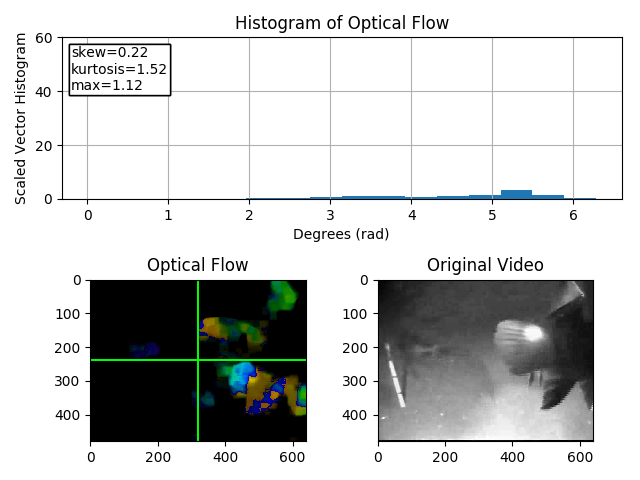 Histogram of Optical Flow
Scaled Vector Histogram
60
40
20
0
skew=0.22
kurtosis=1.52
max=1.12
0 1 2 3 4 5 6
Degrees (rad)
Optical Flow
0
100
200
300
400
0 200 400 600
Original Video
0
100
200
300
400
0 200 400 600